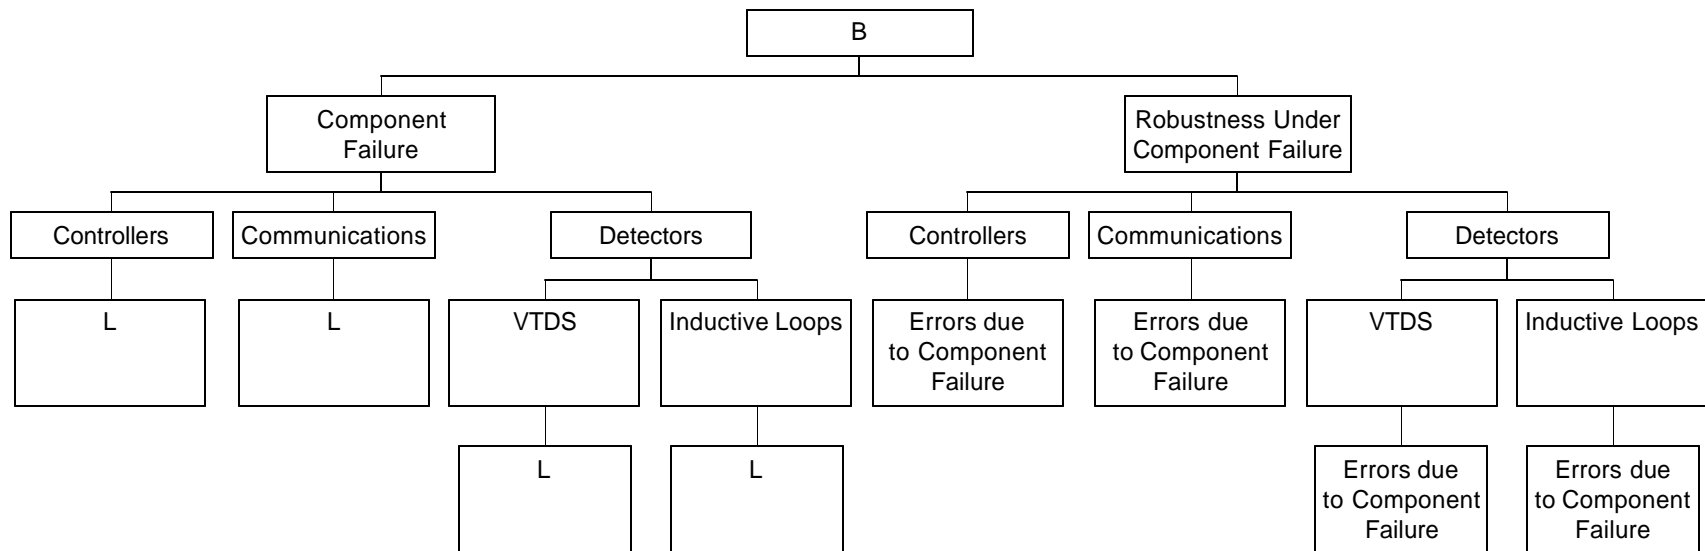 B
Component
Failure
Robustness Under
Component Failure
Controllers
Communications
Detectors
Controllers
Communications
Detectors
L
L
VTDS
Inductive Loops
Errors due
to Component
Failure
Errors due
to Component
Failure
VTDS
Inductive Loops
L
L
Errors due
to Component
Failure
Errors due
to Component
Failure